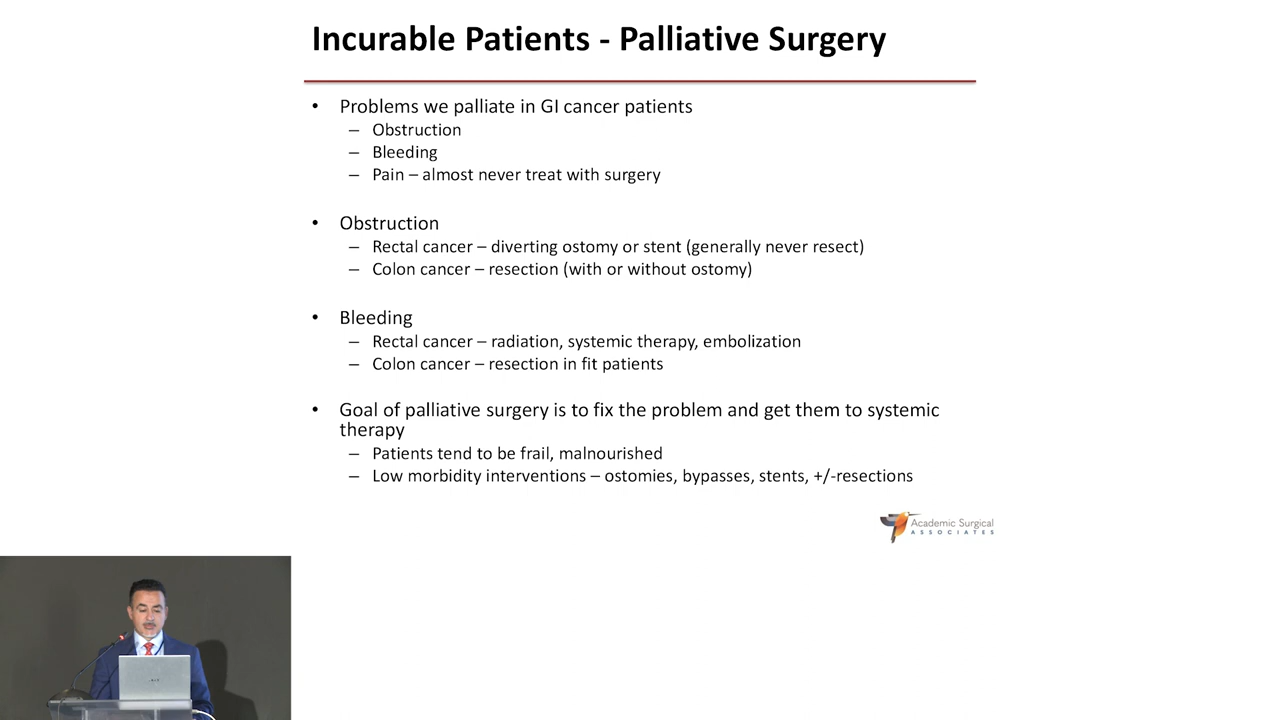 Incurable Patients - Palliative Surgery
• Problems we palliate in GI cancer patients
– Obstruction
– Bleeding
– Pain – almost never treat with surgery
• Obstruction
– Rectal cancer – diverting ostomy or stent (generally never resect)
– Colon cancer – resection (with or without ostomy)
• Bleeding
– Rectal cancer – radiation, systemic therapy, embolization
– Colon cancer – resection in fit patients
• Goal of palliative surgery is to fix the problem and get them to systemic
therapy
– Patients tend to be frail, malnourished
– Low morbidity interventions – ostomies, bypasses, stents, +/-resections
Academic Surgical
ASSOCIATES